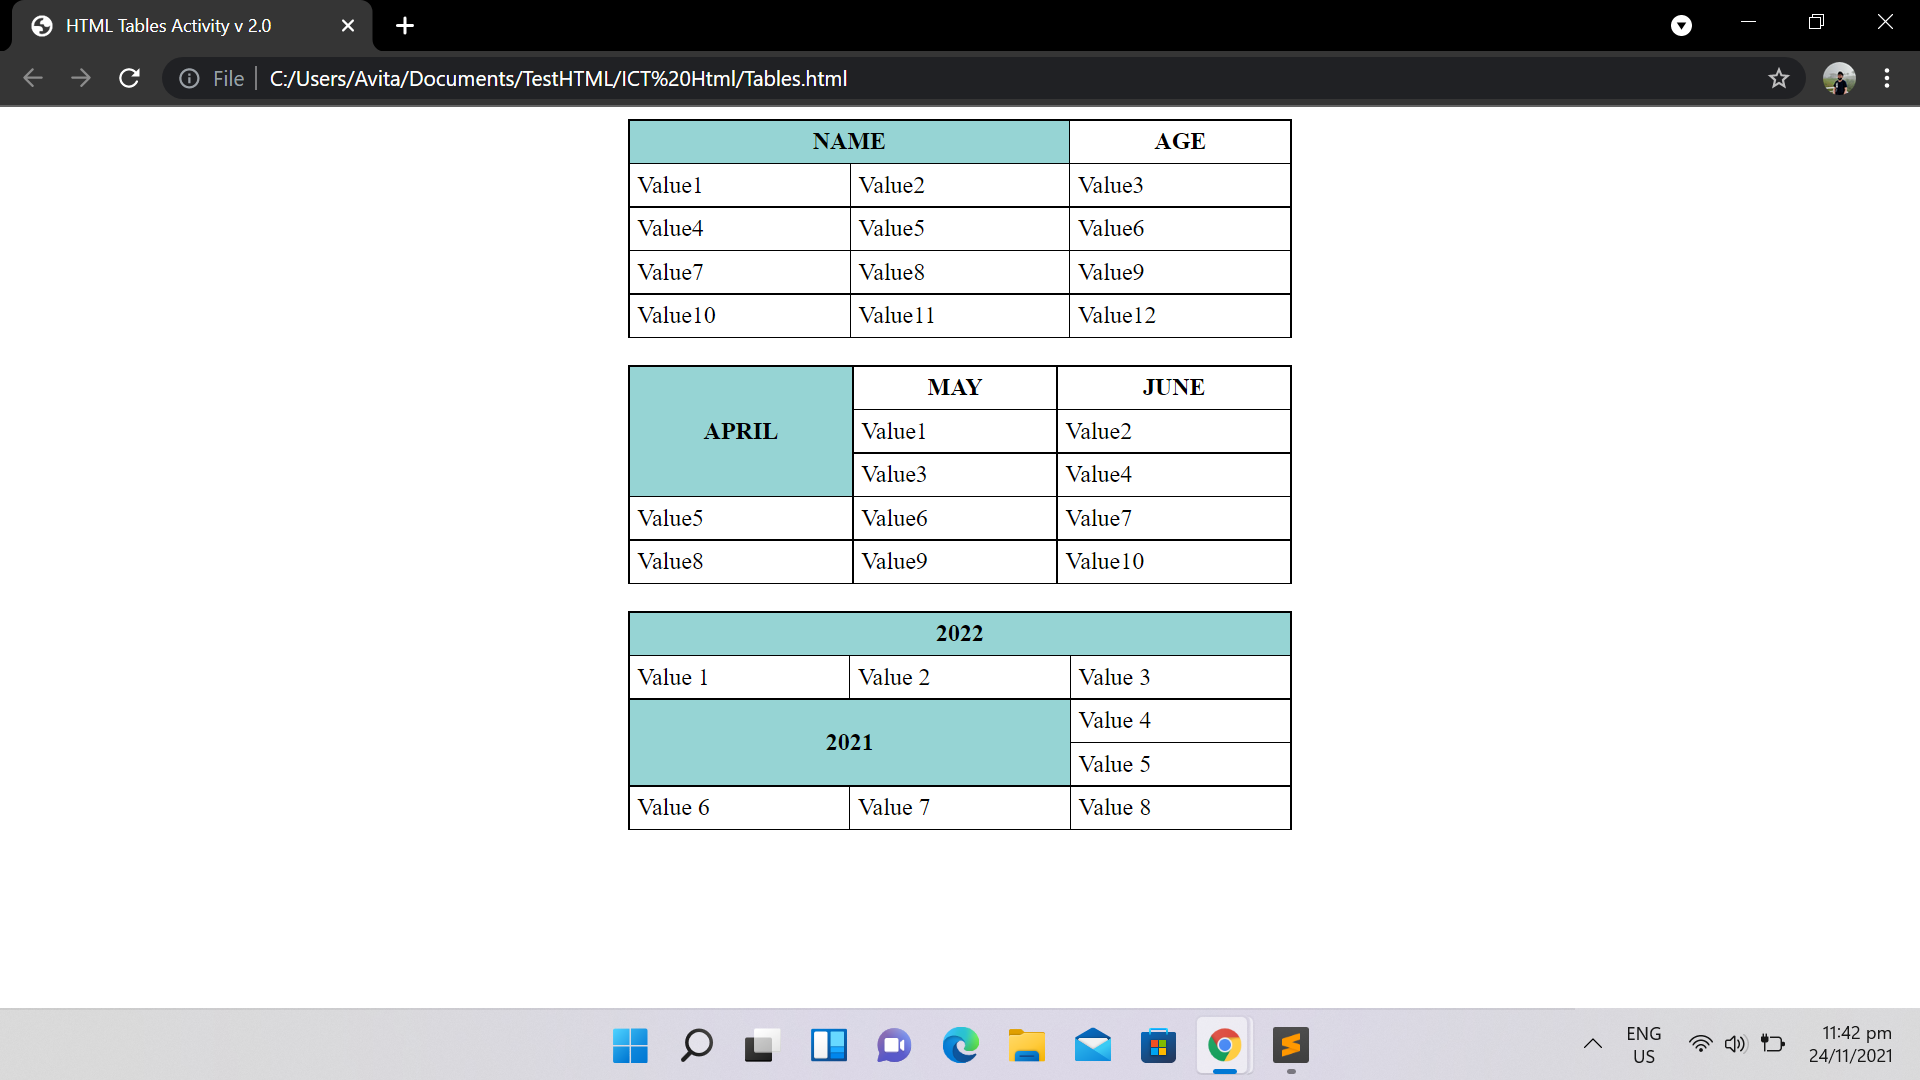 HTML Tables Activity v 2.0
File C:/Users/Avita/Documents/TestHTML/ICT%20Html/Tables.html
NAME AGE
Value1 Value2 Value3
Value4 Value5 Value6
Value7 Value8 Value9
Value10 Value11 Value12
MAY JUNE
APRIL Value1 Value2
Value3 Value4
Value5 Value6 Value7
Value8 Value9 Value10
2022
Value 1 Value 2 Value 3
Value 4
2021
Value 5
Value 6 Value 7 Value 8
ENG 11:42 pm
US 24/11/2021